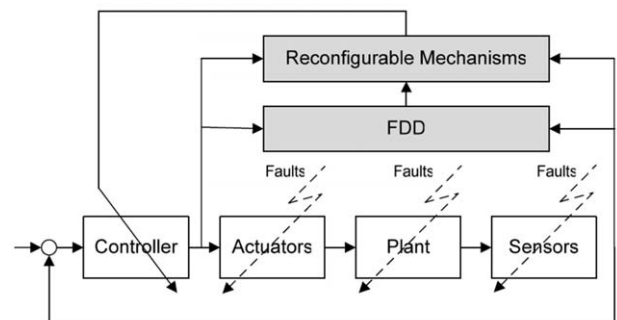 Reconfigurable Mechanisms
FDD
Faults
Faults
Faults
Controller
Actuators
Plant
Sensors